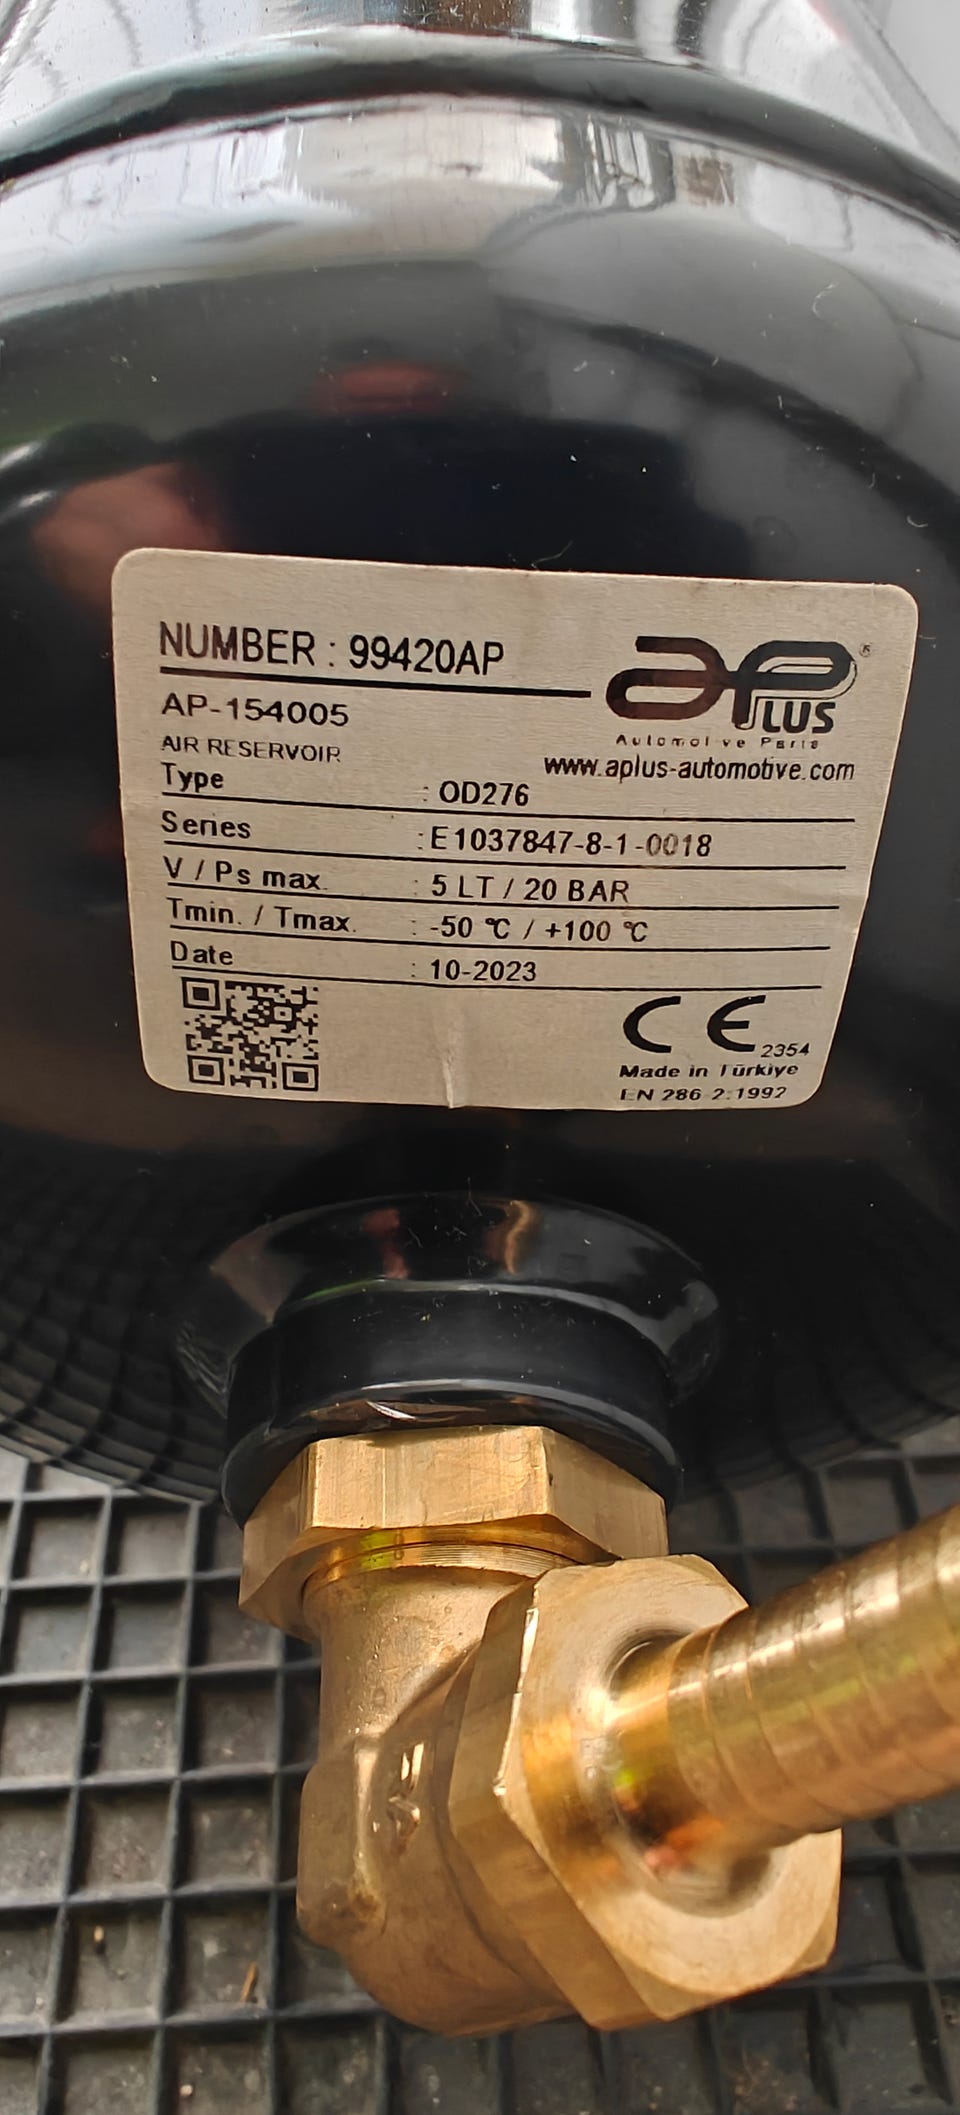 NUMBER : 99420AP
aP PLUS ®
Automotive Parts
www.aplus-automotive.com
AP-154005
AIR RESERVOIR
Type : OD276
Series : E1037847-8-1-0018
V / Ps max. : 5 LT / 20 BAR
Tmin. / Tmax. : -50 °C / +100 °C
Date : 10-2023
CE 2354
Made in Türkiye
EN 286-2:1992